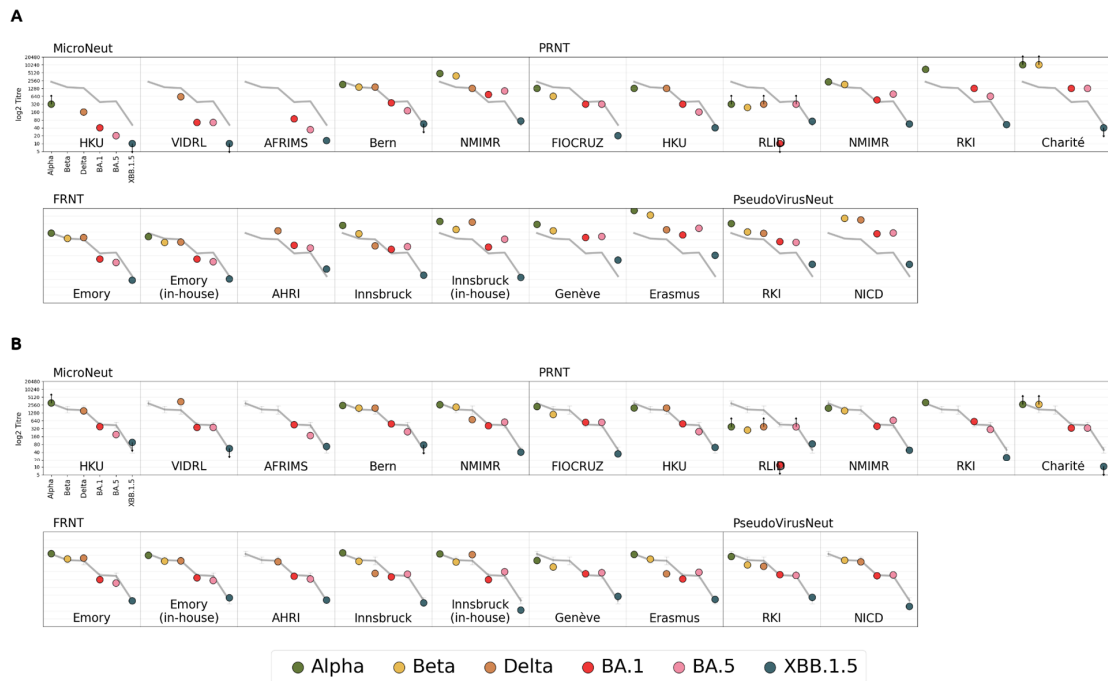 A
MicroNeut PRNT
20480
10240
5120
2560
1280
640
320
160
80
40
20
10
5
log2 Titre
HKU VIDRL AFRIMS Bern NMIMR FIOCRUZ HKU RLID NMIMR RKI Charité
Alpha Beta Delta BA.1 BA.5 XBB.1.5
FRNT PseudoVirusNeut
Emory Emory (in-house) AHRI Innsbruck Innsbruck (in-house) Genève Erasmus RKI NICD
B
MicroNeut PRNT
20480
10240
5120
2560
1280
640
320
160
80
40
20
10
5
log2 Titre
HKU VIDRL AFRIMS Bern NMIMR FIOCRUZ HKU RLID NMIMR RKI Charité
Alpha Beta Delta BA.1 BA.5 XBB.1.5
FRNT PseudoVirusNeut
Emory Emory (in-house) AHRI Innsbruck Innsbruck (in-house) Genève Erasmus RKI NICD
Alpha Beta Delta BA.1 BA.5 XBB.1.5